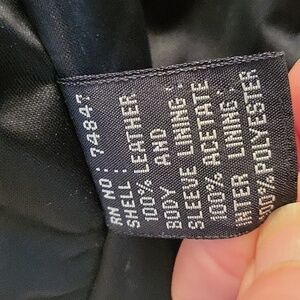 RN NO: 74847
SHELL:
100% LEATHER
BODY AND
SLEEVE LINING:
100% ACETATE
INTER LINING:
100% POLYESTER